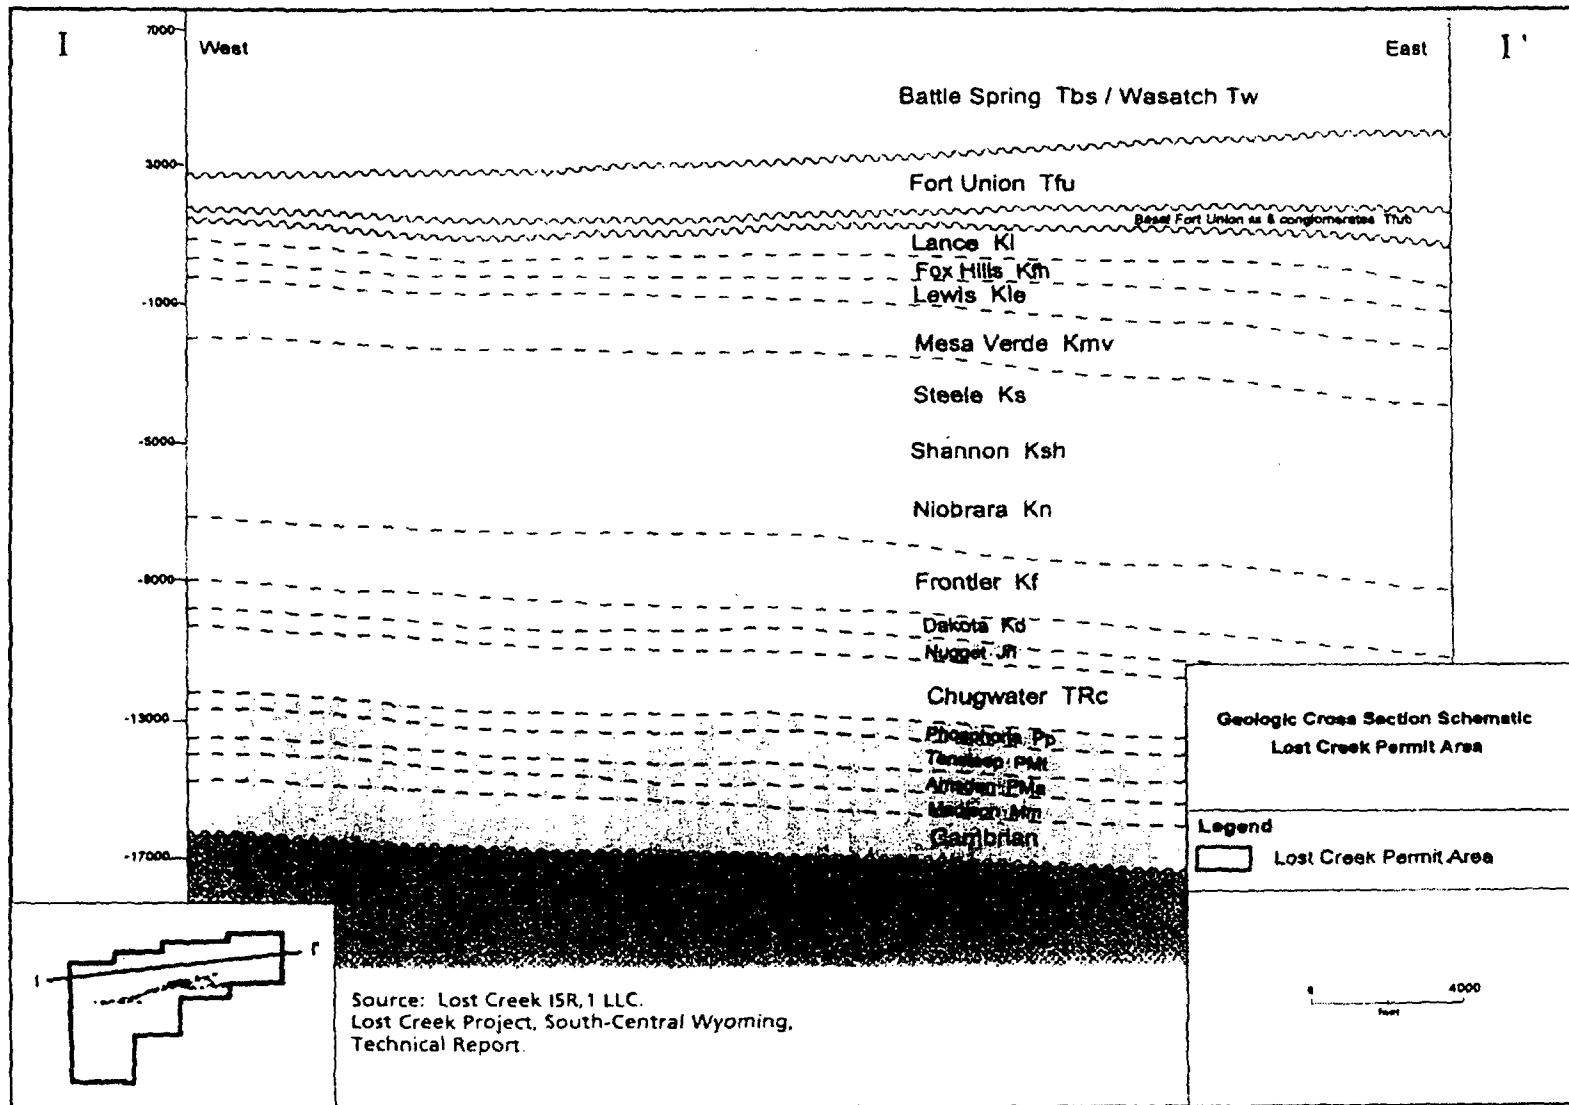 I
I'
7000
West
East
Battle Spring Tbs / Wasatch Tw
3000
Fort Union Tfu
Basal Fort Union ss & conglomerates Tfub
Lance Kl
Fox Hills Kfh
Lewis Kle
-1000
Mesa Verde Kmv
Steele Ks
-5000
Shannon Ksh
Niobrara Kn
-9000
Frontier Kf
Dakota Kd
Nugget Jn
Chugwater TRc
-13000
Phosphoria Pp
Tensleep PMt
Amsden PMa
Madison Mm
Cambrian
-17000
Geologic Cross Section Schematic
Lost Creek Permit Area
Legend
Lost Creek Permit Area
I
I'
Source: Lost Creek ISR,1 LLC.
Lost Creek Project, South-Central Wyoming,
Technical Report.
4000
feet